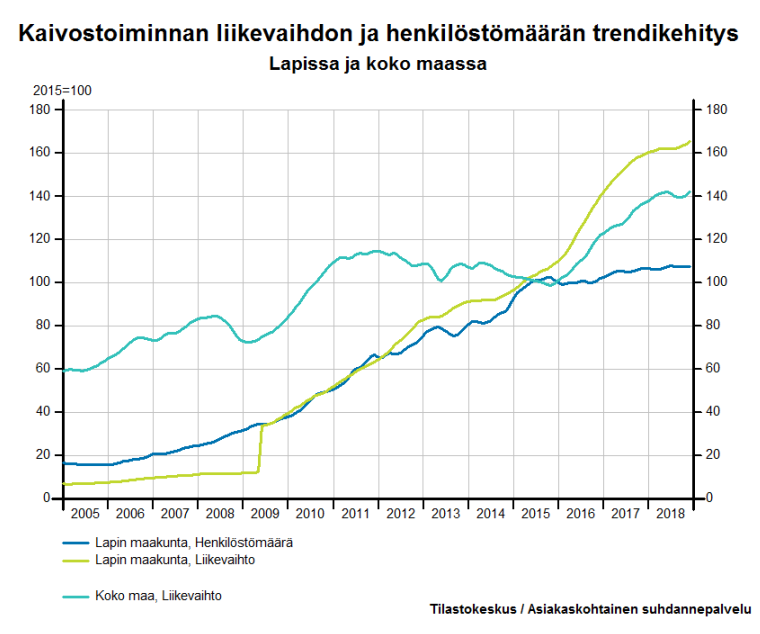 Kaivostoiminnan liikevaihdon ja henkilöstömäärän trendikehitys
Lapissa ja koko maassa
2015=100
180 180
160 160
140 140
120 120
100 100
80 80
60 60
40 40
20 20
0 0
2005 2006 2007 2008 2009 2010 2011 2012 2013 2014 2015 2016 2017 2018
Lapin maakunta, Henkilöstömäärä
Lapin maakunta, Liikevaihto
Koko maa, Liikevaihto
Tilastokeskus / Asiakaskohtainen suhdannepalvelu